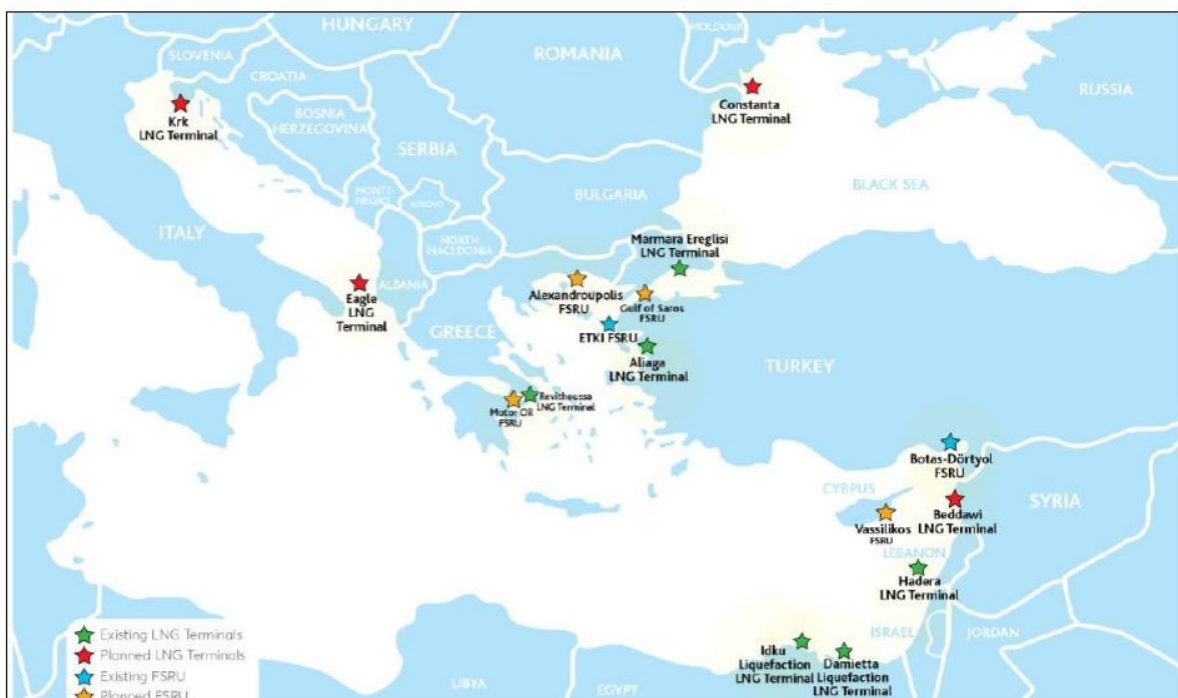 HUNGARY
MOLDOVA
SLOVENIA
ROMANIA
CROATIA
RUSSIA
Krk
LNG Terminal
BOSNIA
HERZEGOVINA
Constanta
LNG Terminal
SERBIA
BLACK SEA
MONTE-
NEGRO
KOSOVO
BULGARIA
ITALY
NORTH
MACEDONIA
Marmara Ereglisi
LNG Terminal
ALBANIA
Eagle
LNG
Terminal
Alexandroupolis
FSRU
Gulf of Saros
FSRU
GREECE
ETKI FSRU
Aliaga
LNG Terminal
TURKEY
Revithoussa
LNG Terminal
Motor Oil
FSRU
Botas-Dörtyol
FSRU
CYRPUS
SYRIA
Vassilikos
FSRU
Beddawi
LNG Terminal
LEBANON
Hadera
LNG Terminal
ISRAEL
JORDAN
Idku
Liquefaction
LNG Terminal
Damietta
Liquefaction
LNG Terminal
LIBYA
EGYPT
Existing LNG Terminals
Planned LNG Terminals
Existing FSRU
Planned FSRU